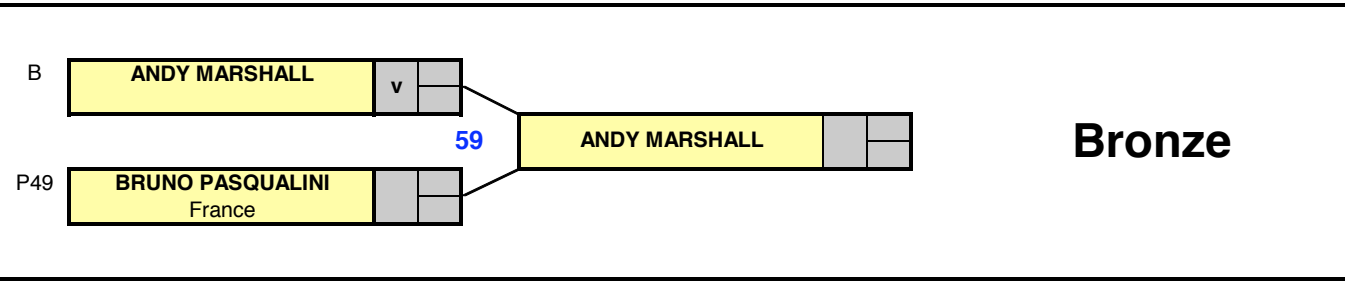 B
ANDY MARSHALL
v
59
ANDY MARSHALL
Bronze
P49
BRUNO PASQUALINI
France